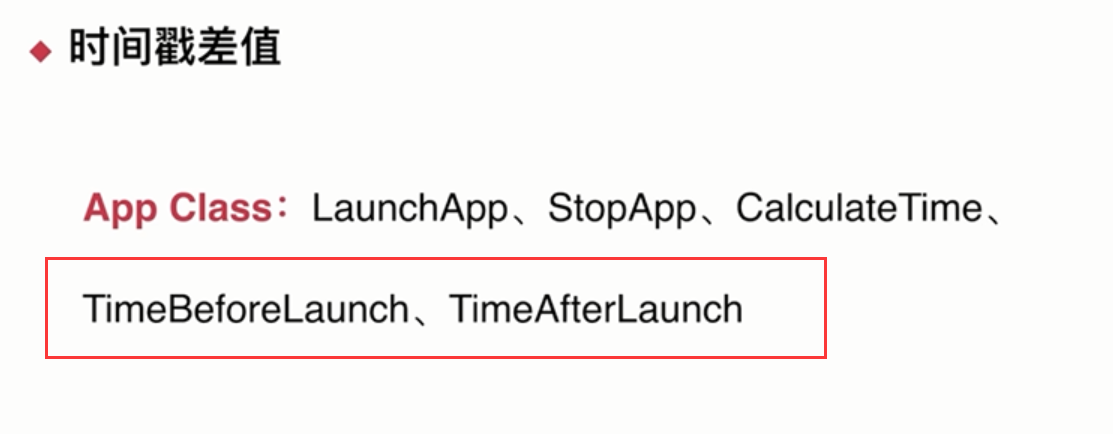 时间戳差值
App Class：LaunchApp、StopApp、CalculateTime、
TimeBeforeLaunch、TimeAfterLaunch